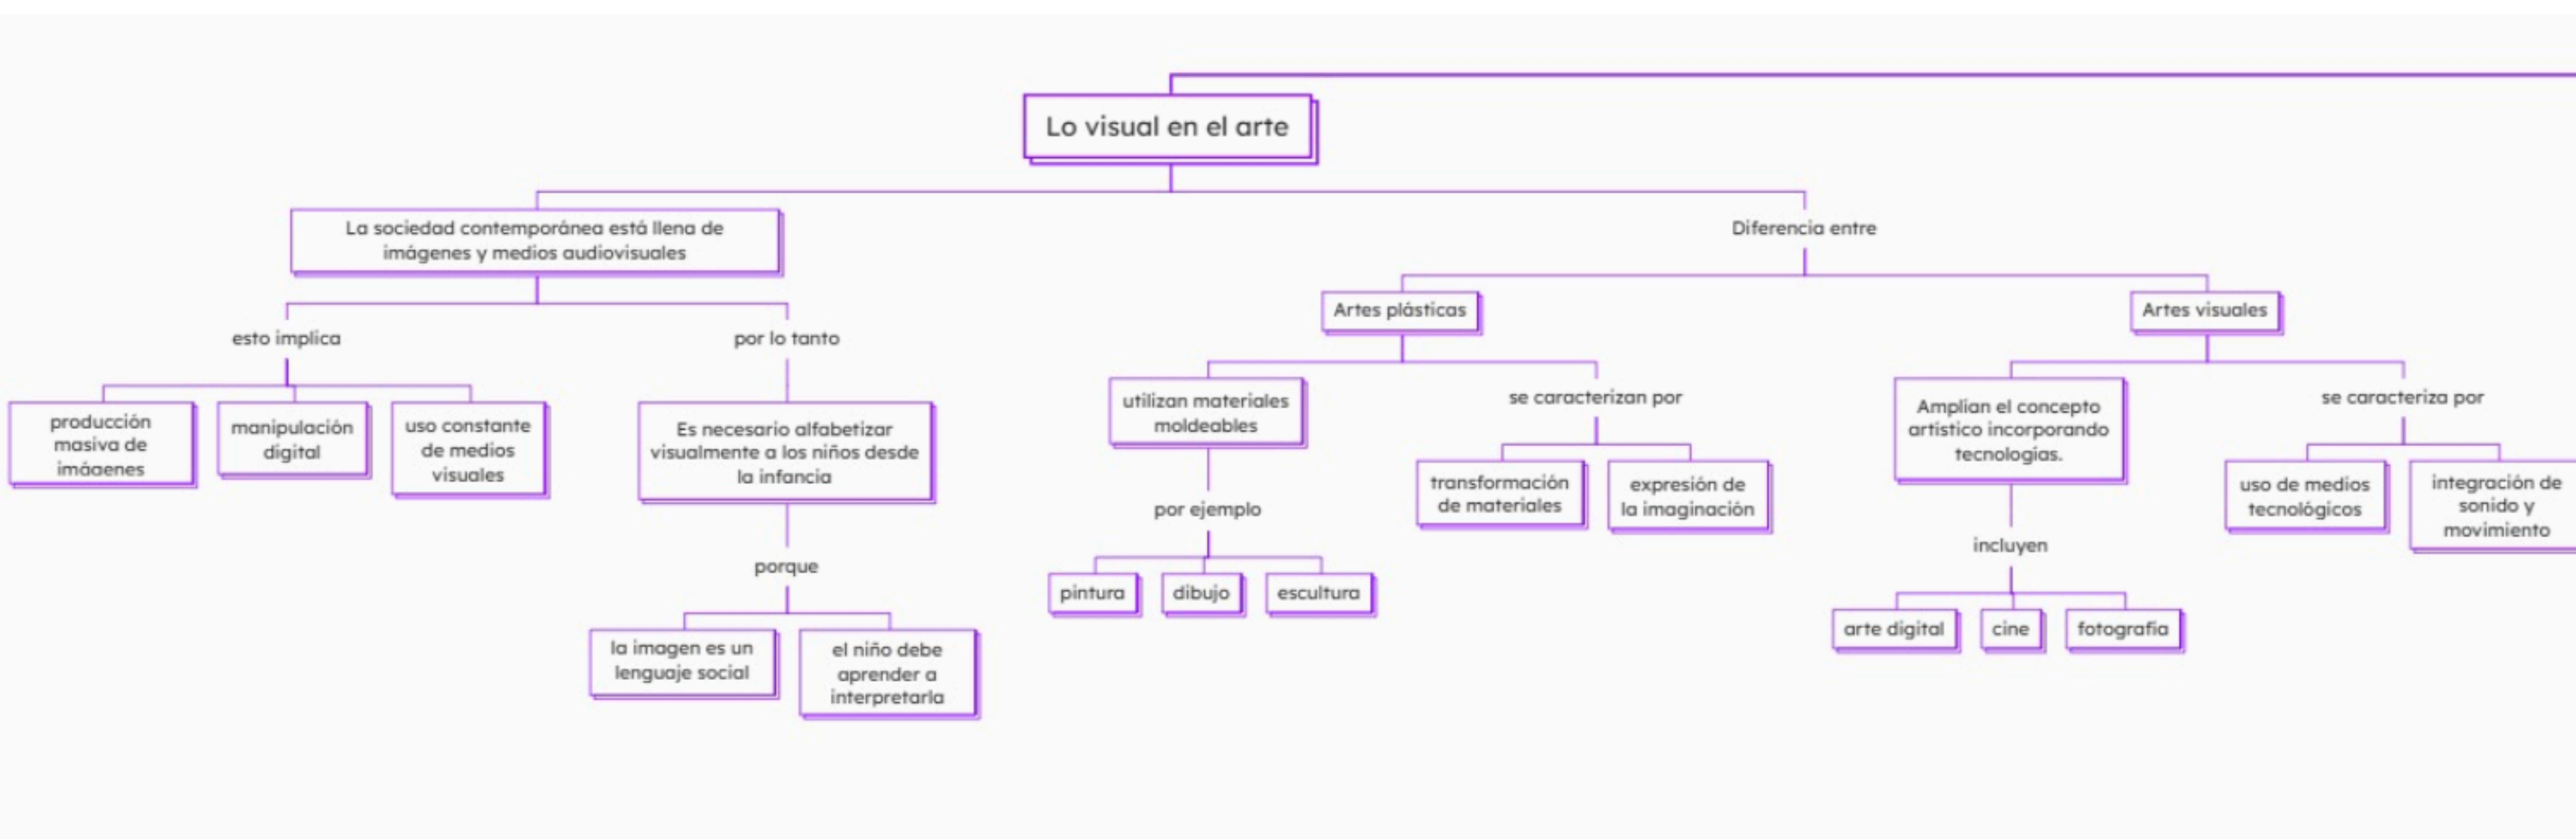 Lo visual en el arte
La sociedad contemporánea está llena de
imágenes y medios audiovisuales
esto implica
producción
masiva de
imágenes
manipulación
digital
uso constante
de medios
visuales
por lo tanto
Es necesario alfabetizar
visualmente a los niños desde
la infancia
porque
la imagen es un
lenguaje social
el niño debe
aprender a
interpretarla
Diferencia entre
Artes plásticas
utilizan materiales
moldeables
por ejemplo
pintura
dibujo
escultura
se caracterizan por
transformación
de materiales
expresión de
la imaginación
Artes visuales
Amplian el concepto
artistico incorporando
tecnologías.
incluyen
arte digital
cine
fotografía
se caracteriza por
uso de medios
tecnológicos
integración de
sonido y
movimiento